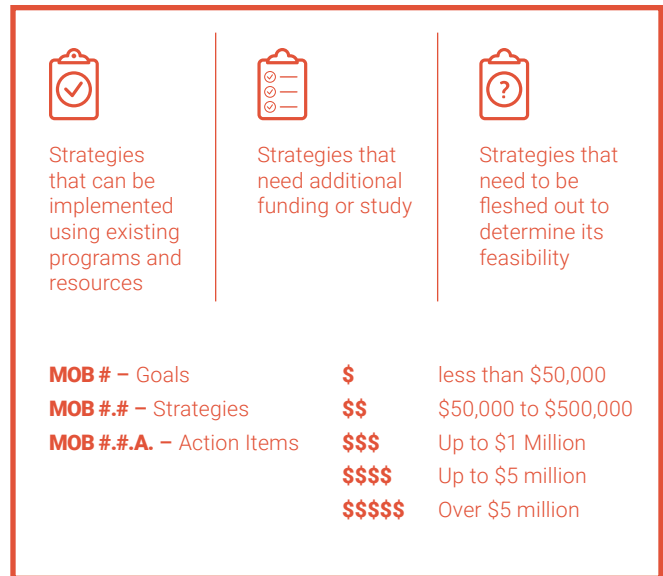 Strategies
that can be
implemented
using existing
programs and
resources
Strategies that
need additional
funding or study
?
Strategies that
need to be
fleshed out to
determine its
feasibility
MOB # – Goals
MOB #.# – Strategies
MOB #.#.A. – Action Items
$ less than $50,000
$$ $50,000 to $500,000
$$$ Up to $1 Million
$$$$ Up to $5 million
$$$$$ Over $5 million